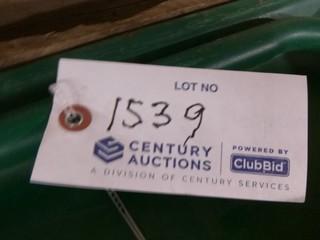 LOT NO
1539
CENTURY AUCTIONS
POWERED BY
ClubBid
A DIVISION OF CENTURY SERVICES